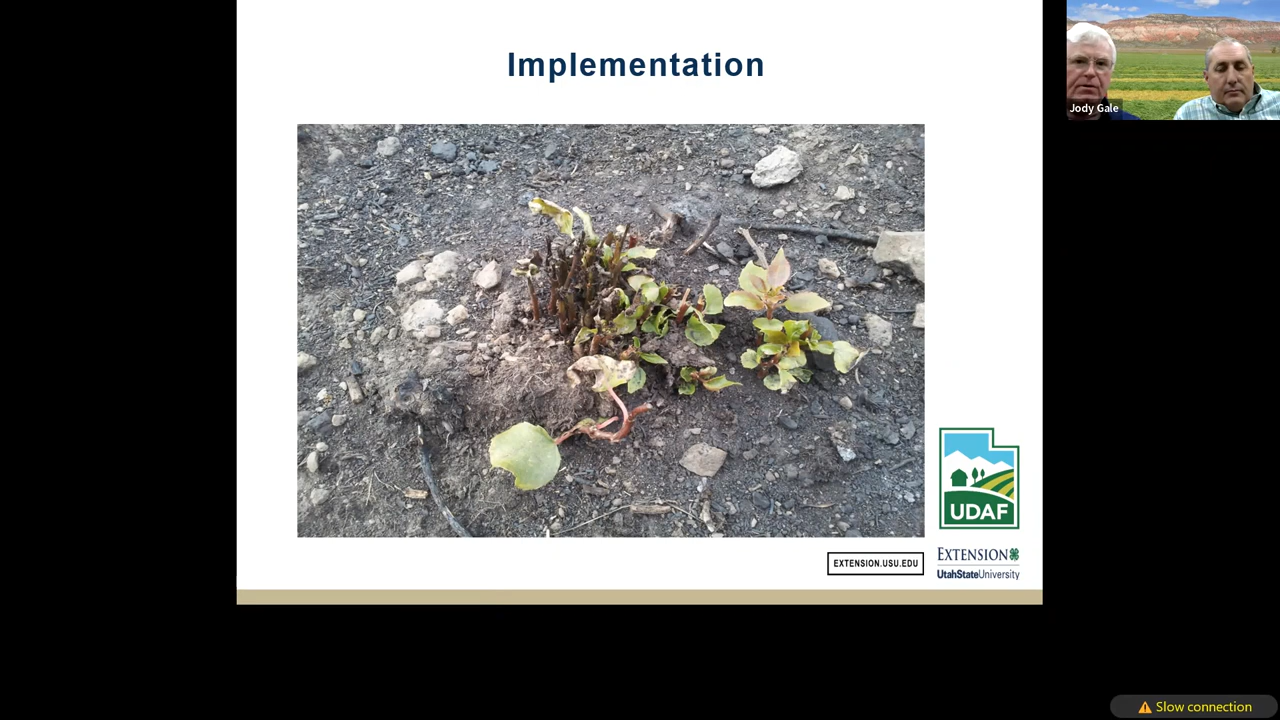 Implementation
Jody Gale
UDAF
EXTENSION.USU.EDU
EXTENSION
UtahStateUniversity
Slow connection